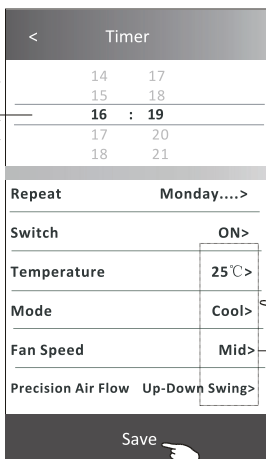 < Timer
14 17
15 18
16 : 19
17 20
18 21
Repeat Monday....>
Switch ON>
Temperature 25℃>
Mode Cool>
Fan Speed Mid>
Precision Air Flow Up-Down Swing>
Save